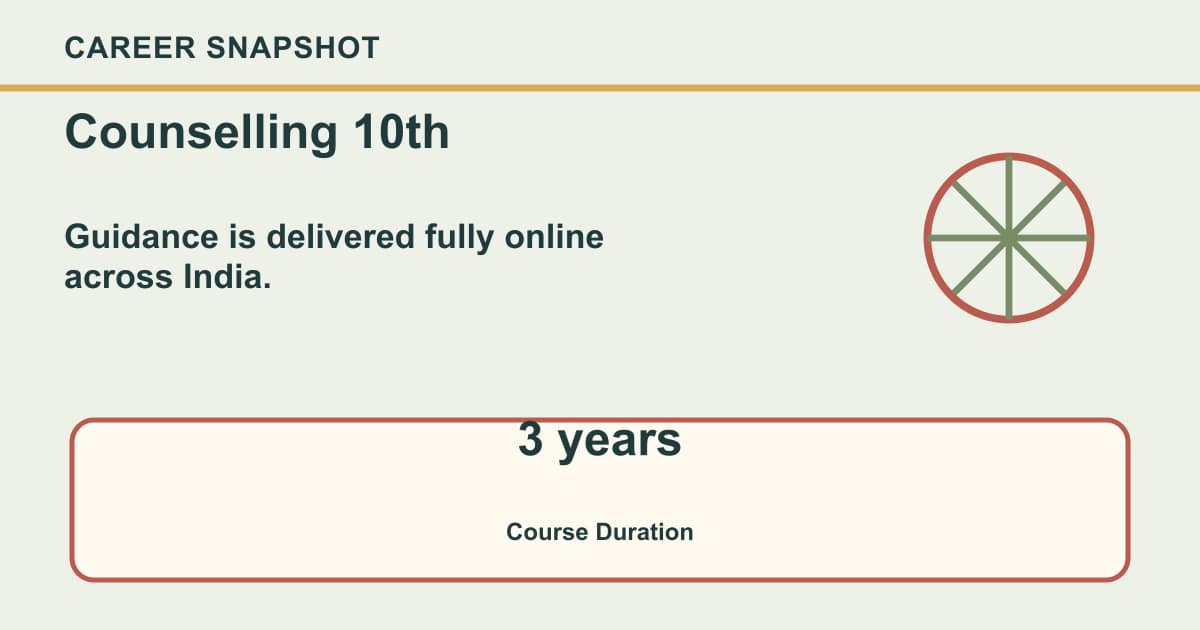 CAREER SNAPSHOT
Counselling 10th
Guidance is delivered fully online
across India.
3 years
Course Duration